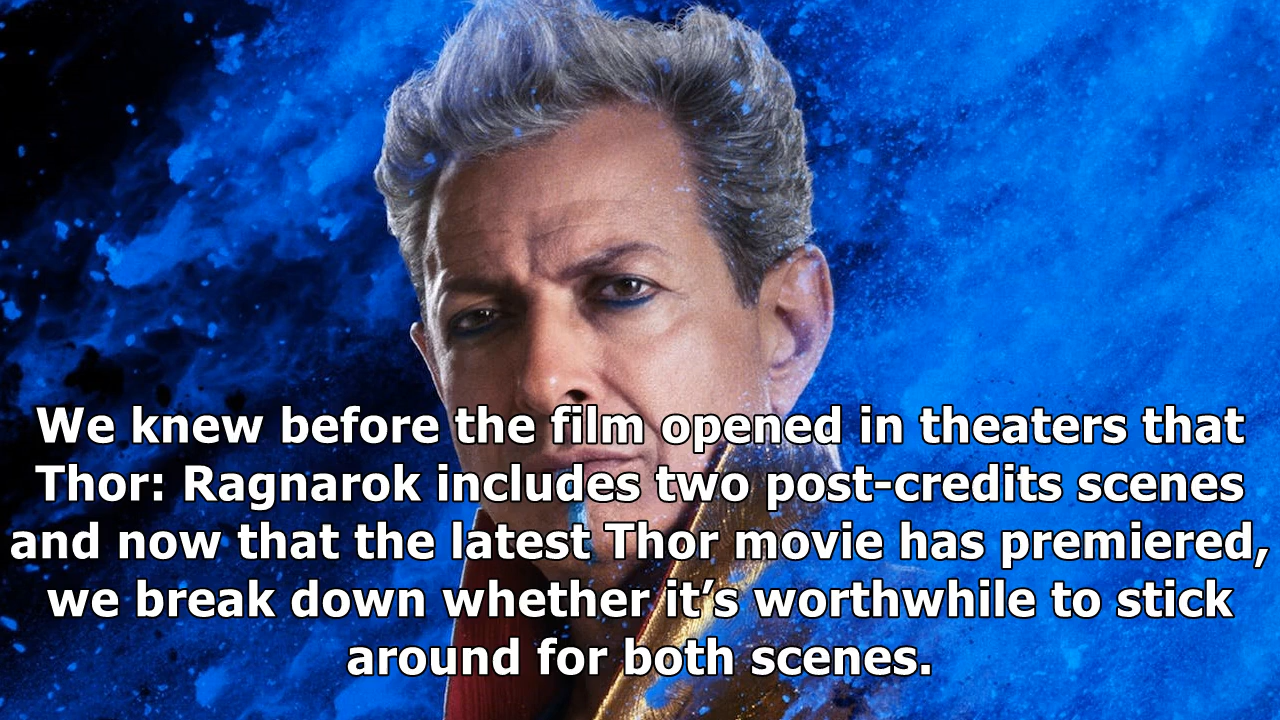 We knew before the film opened in theaters that
Thor: Ragnarok includes two post-credits scenes
and now that the latest Thor movie has premiered,
we break down whether it’s worthwhile to stick
around for both scenes.